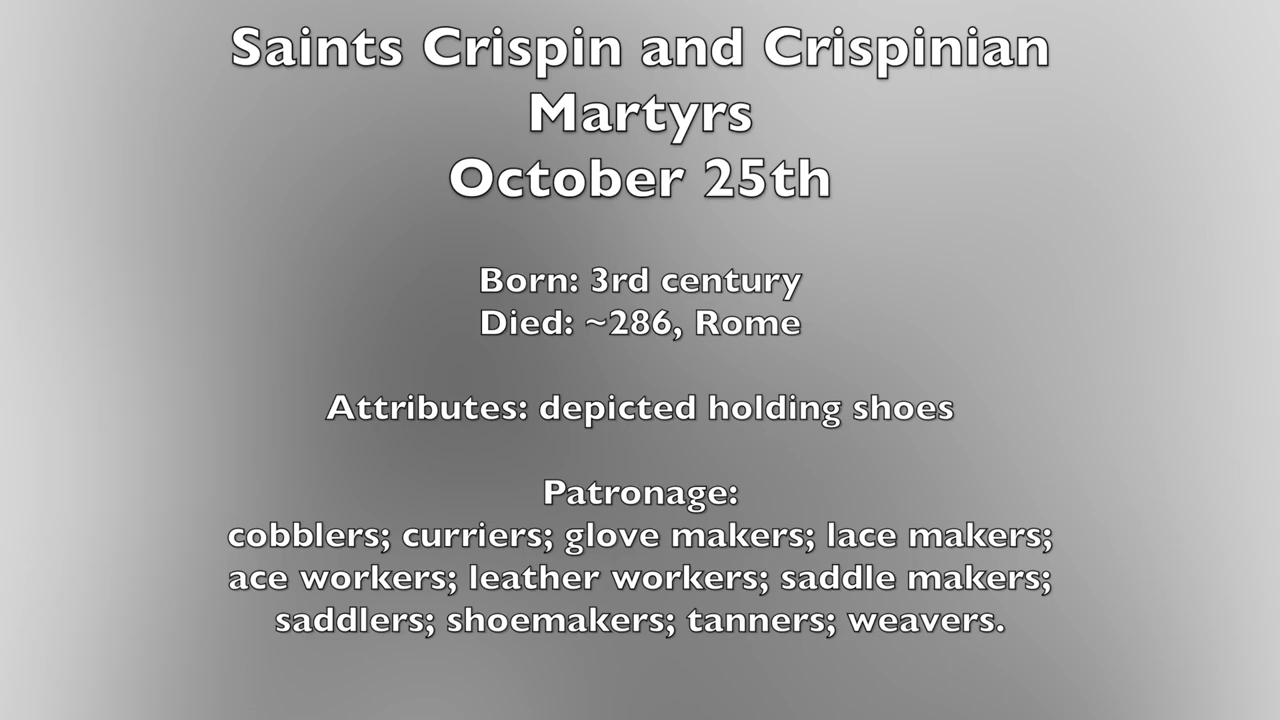 Saints Crispin and Crispinian
Martyrs
October 25th
Born: 3rd century
Died: ~286, Rome
Attributes: depicted holding shoes
Patronage:
cobblers; curriers; glove makers; lace makers;
ace workers; leather workers; saddle makers;
saddlers; shoemakers; tanners; weavers.